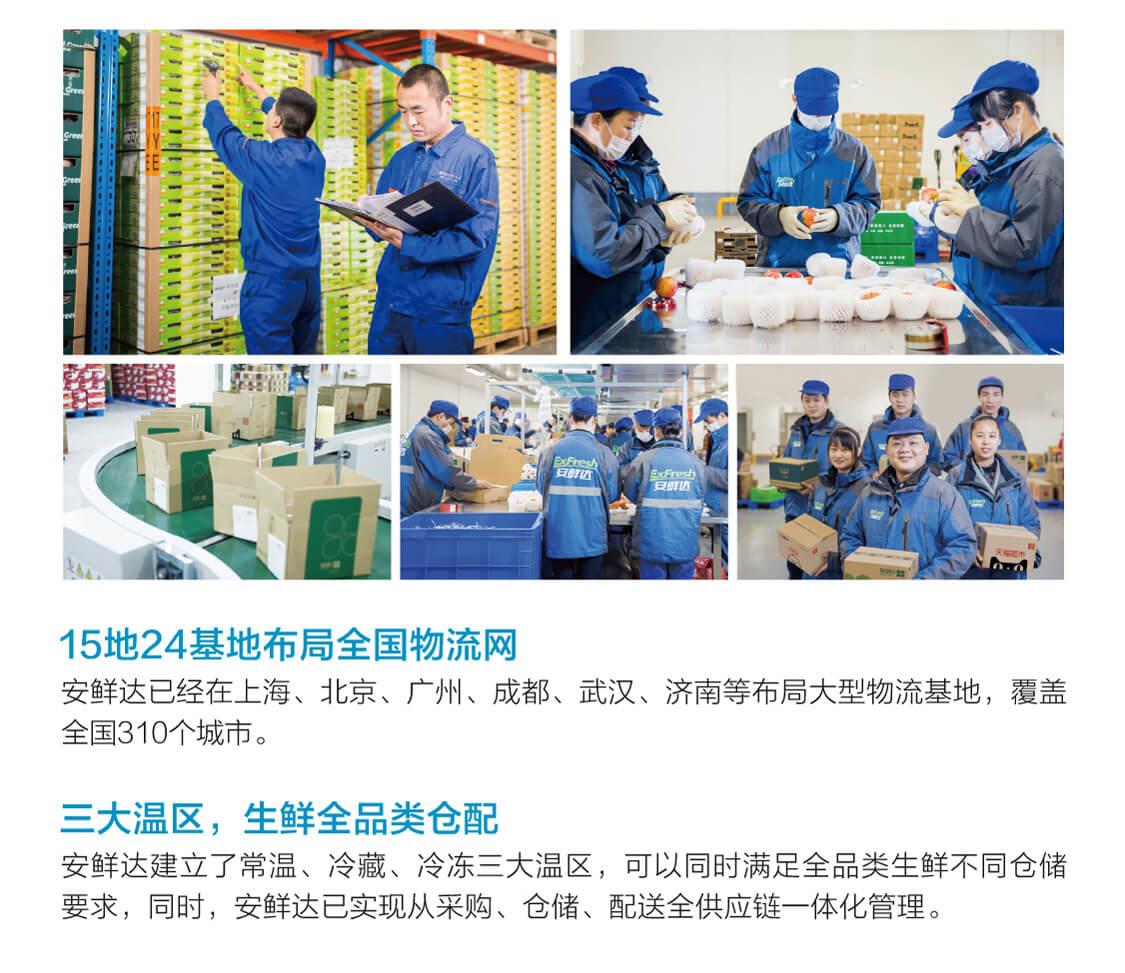 Green
Green
Green
Green
ExFresh
安鲜达
ExFresh
安鲜达
天猫超市
15地24基地布局全国物流网
安鲜达已经在上海、北京、广州、成都、武汉、济南等布局大型物流基地，覆盖
全国310个城市。
三大温区，生鲜全品类仓配
安鲜达建立了常温、冷藏、冷冻三大温区，可以同时满足全品类生鲜不同仓储
要求，同时，安鲜达已实现从采购、仓储、配送全供应链一体化管理。